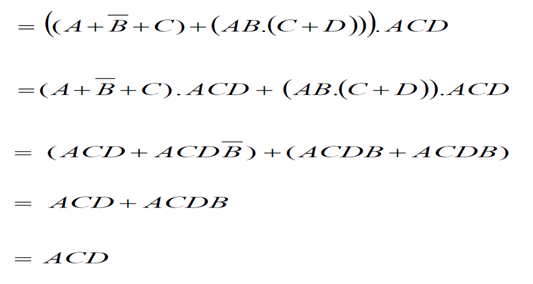 = ((A + B̅ + C) + (AB.(C + D))). ACD
= (A + B̅ + C). ACD + (AB.(C + D)).ACD
= (ACD + ACDB̅) + (ACDB + ACDB)
= ACD + ACDB
= ACD